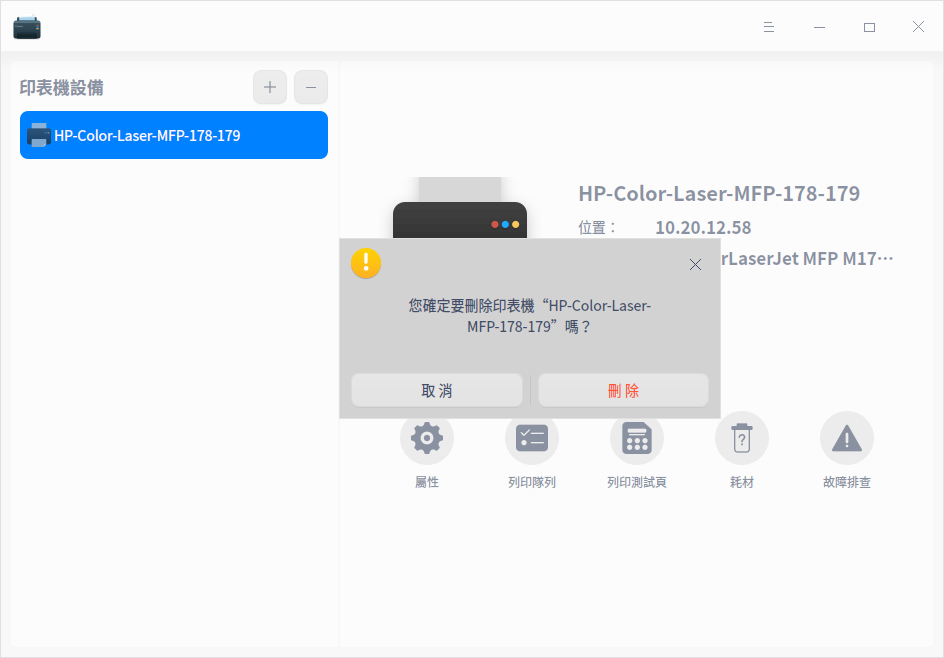 印表機設備
HP-Color-Laser-MFP-178-179
HP-Color-Laser-MFP-178-179
位置： 10.20.12.58
rLaserJet MFP M17…
您確定要刪除印表機“HP-Color-Laser-
MFP-178-179”嗎？
取消 刪除
屬性 列印隊列 列印測試頁 耗材 故障排查